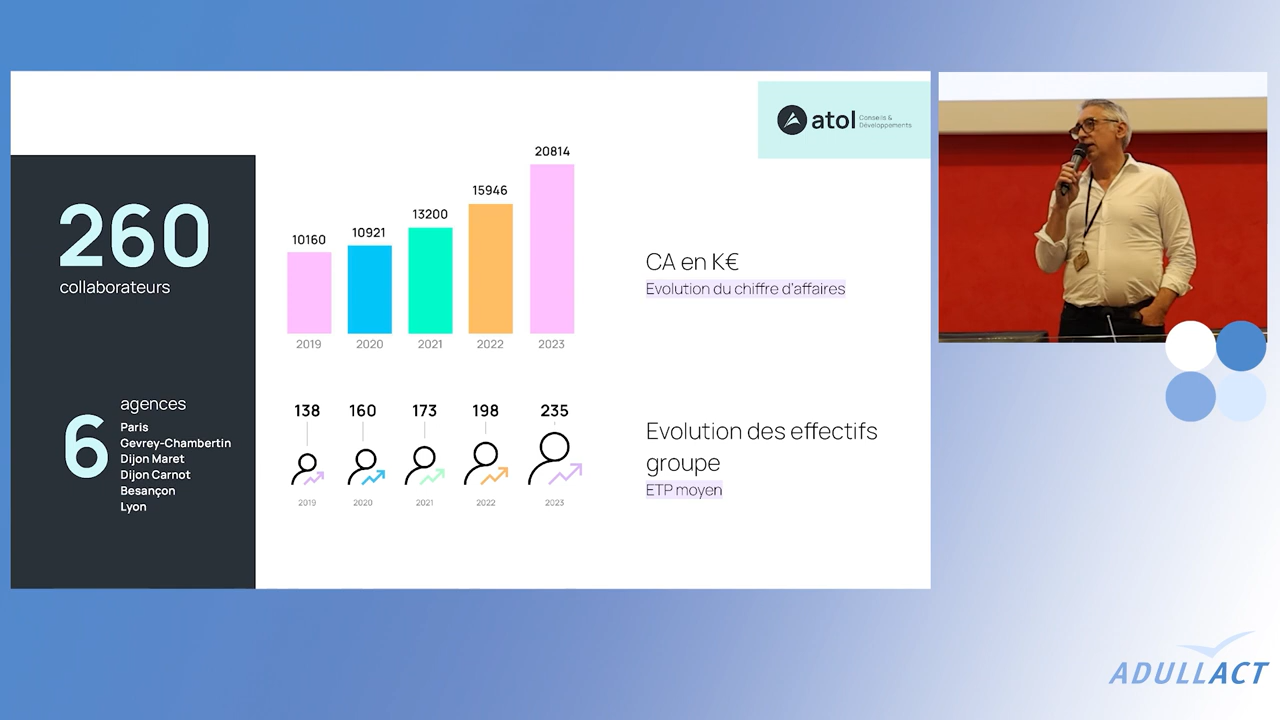 atol Conseils &
Développements
260
collaborateurs
6 agences
Paris
Gevrey-Chambertin
Dijon Maret
Dijon Carnot
Besançon
Lyon
10160 10921 13200 15946 20814
2019 2020 2021 2022 2023
CA en K€
Evolution du chiffre d'affaires
138 160 173 198 235
2019 2020 2021 2022 2023
Evolution des effectifs
groupe
ETP moyen
ADULLACT